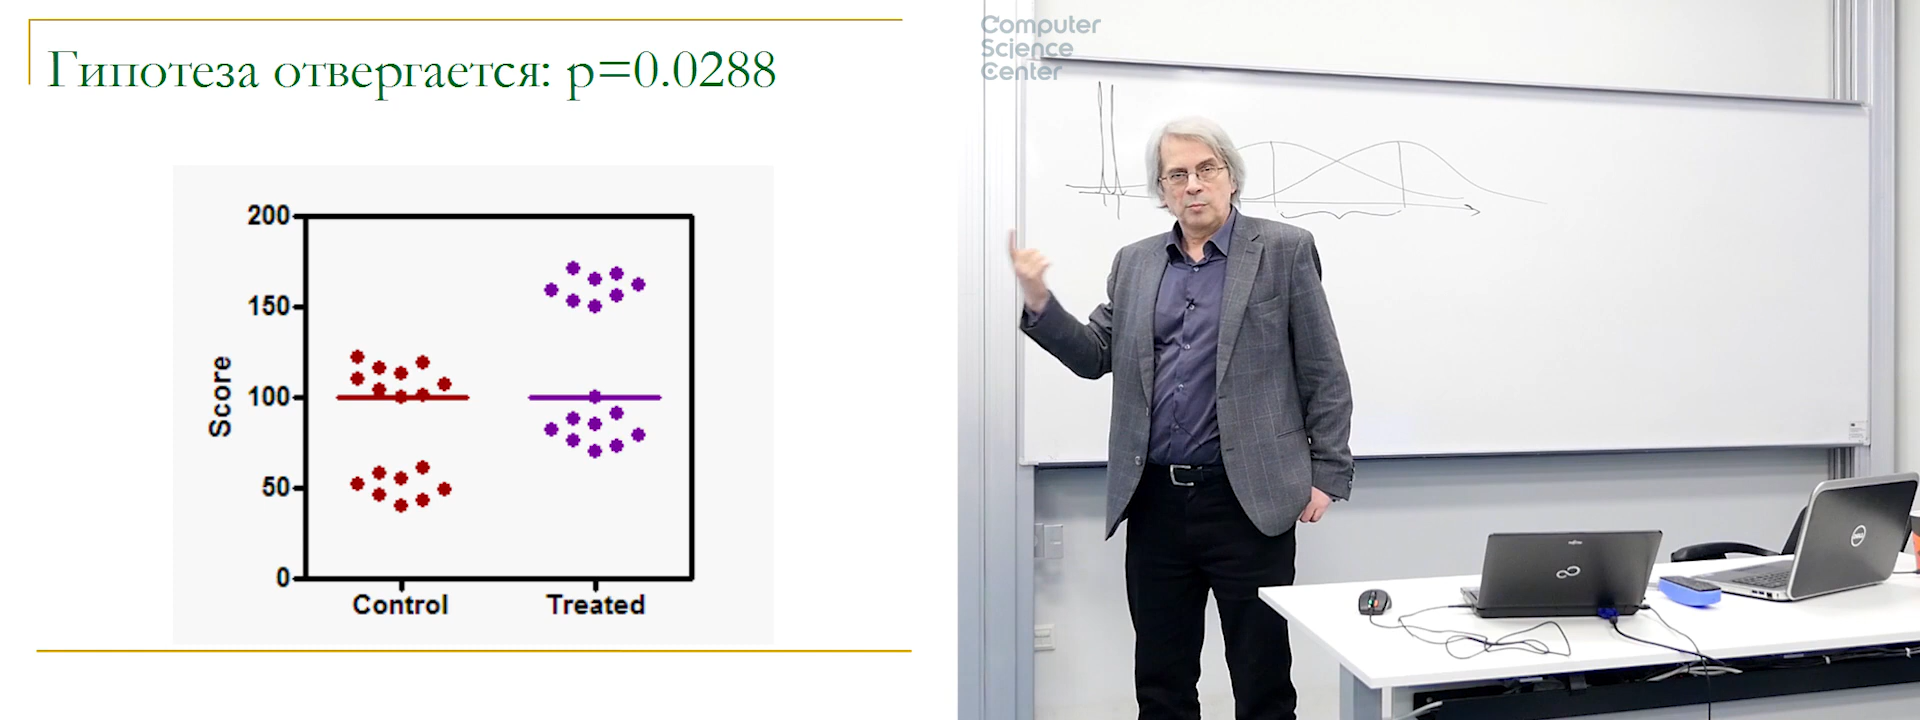 Гипотеза отвергается: p=0.0288
200
150
100
50
0
Score
Control
Treated
Computer
Science
Center